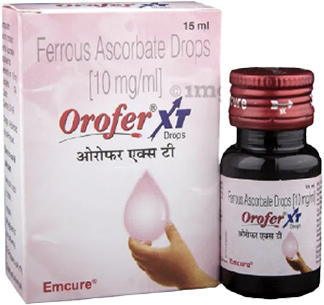 15 ml
Ferrous Ascorbate Drops
[10 mg/ml]
Orofer® XT
Drops
ओरोफर एक्स टी
Emcure®
Ferrous Ascorbate Drops
[10 mg/ml]
Orofer XT
Drops
ओरोफर एक्स टी
Emcure